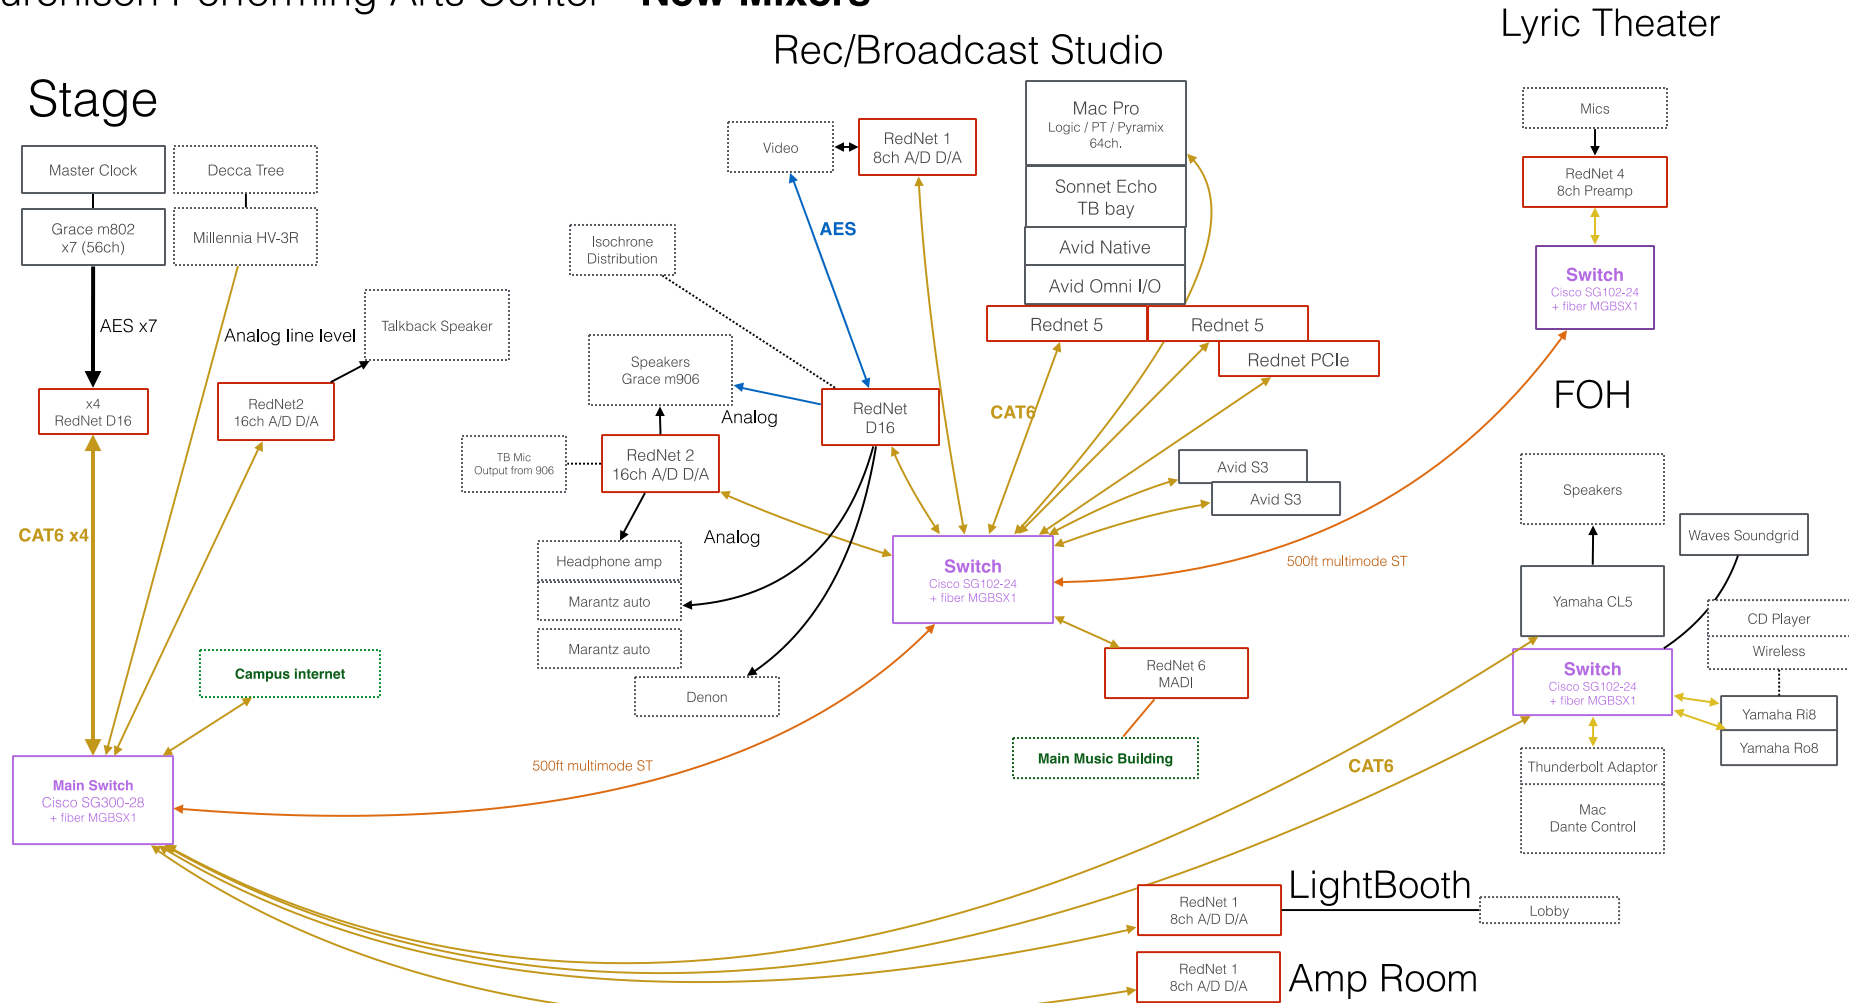 Performing Arts Center
New Mixers
Lyric Theater
Rec/Broadcast Studio
Stage
Master Clock
Decca Tree
Grace m802
x7 (56ch)
Millennia HV-3R
AES x7
Analog line level
Talkback Speaker
x4
RedNet D16
RedNet2
16ch A/D D/A
CAT6 x4
Campus internet
Main Switch
Cisco SG300-28
+ fiber MGBSX1
Video
RedNet 1
8ch A/D D/A
AES
Isochrone
Distribution
Speakers
Grace m906
Analog
RedNet
D16
TB Mic
Output from 906
RedNet 2
16ch A/D D/A
Analog
Headphone amp
Marantz auto
Marantz auto
Denon
500ft multimode ST
Mac Pro
Logic / PT / Pyramix
64ch.
Sonnet Echo
TB bay
Avid Native
Avid Omni I/O
Rednet 5
Rednet 5
Rednet PCIe
CAT6
Avid S3
Avid S3
Switch
Cisco SG102-24
+ fiber MGBSX1
500ft multimode ST
RedNet 6
MADI
Main Music Building
Mics
RedNet 4
8ch Preamp
Switch
Cisco SG102-24
+ fiber MGBSX1
FOH
Speakers
Waves Soundgrid
Yamaha CL5
CD Player
Wireless
Switch
Cisco SG102-24
+ fiber MGBSX1
Yamaha Ri8
Yamaha Ro8
CAT6
Thunderbolt Adaptor
Mac
Dante Control
LightBooth
RedNet 1
8ch A/D D/A
Lobby
RedNet 1
8ch A/D D/A
Amp Room